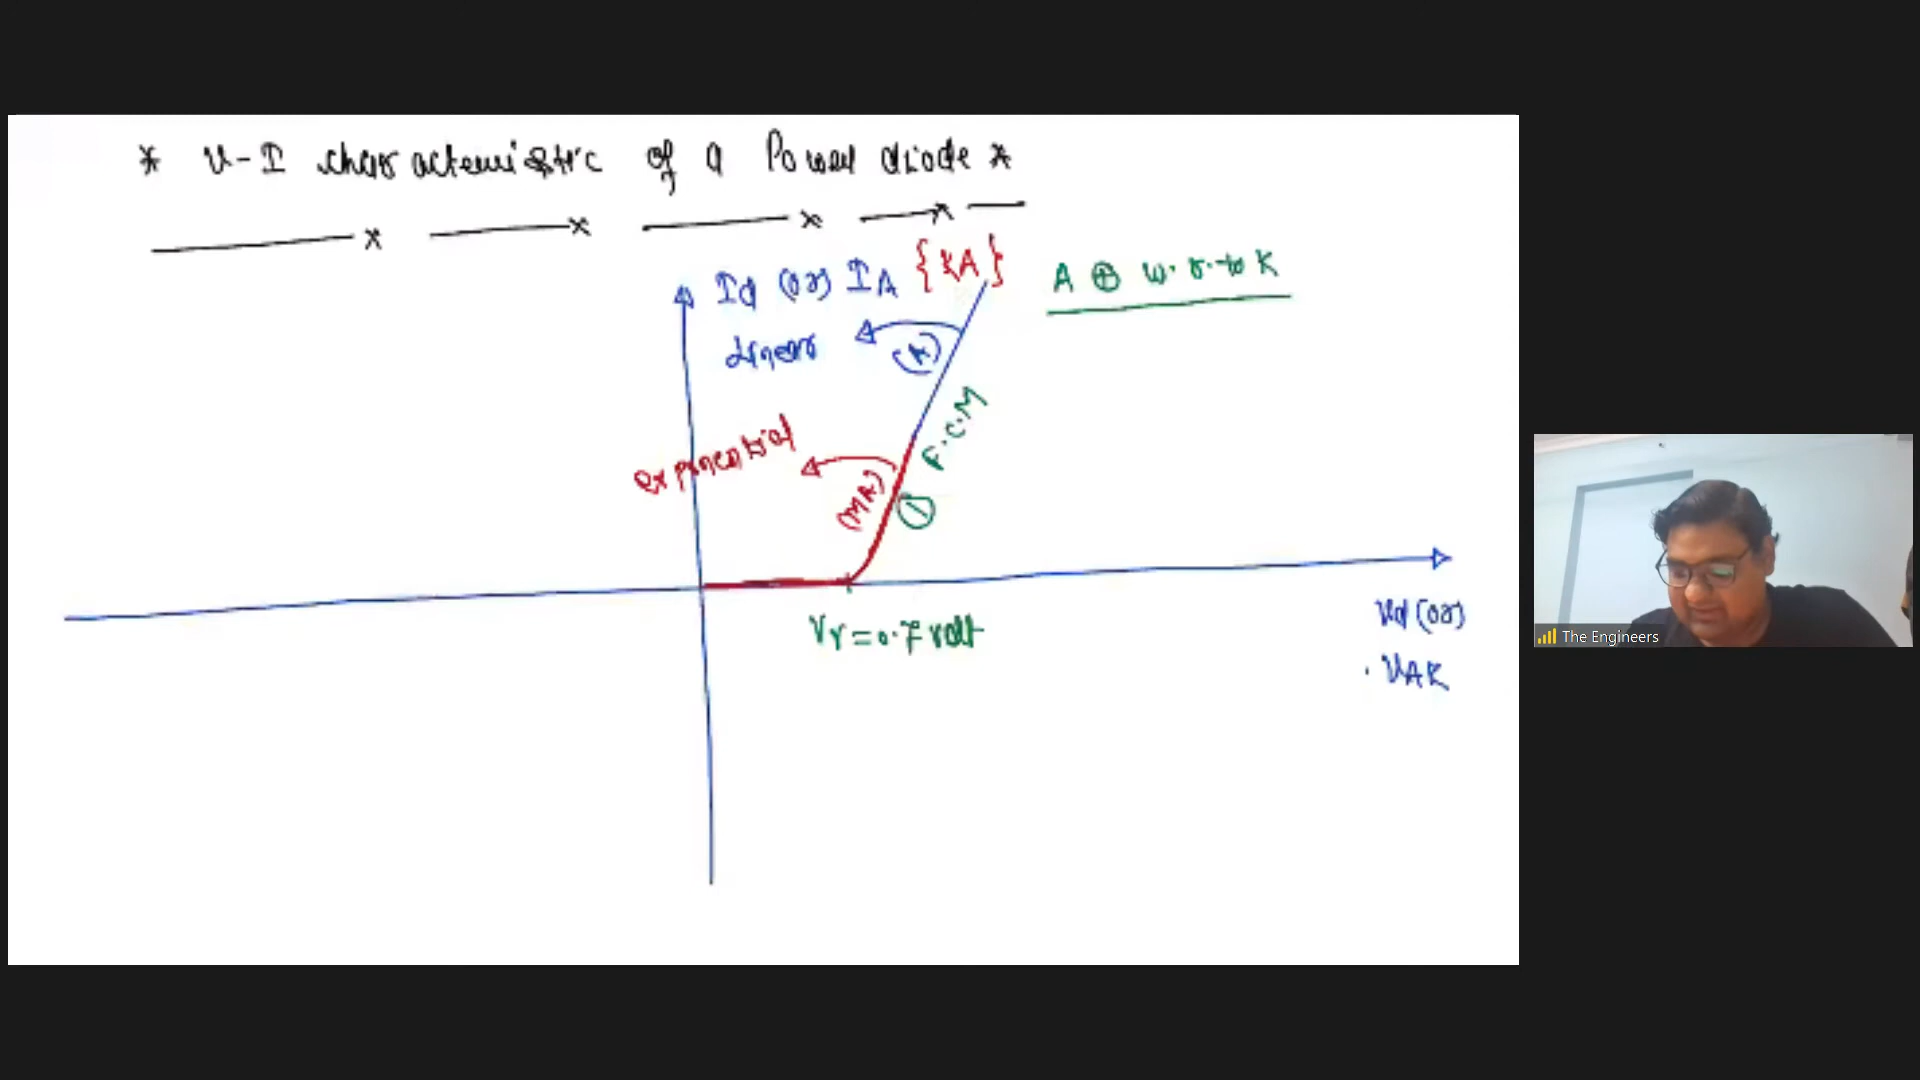 * V-I characteristic of a Power diode *
Id (or) IA {KA}
A ⊕ w.r.to K
linear
(A)
F.C.M
exponential
(MA)
①
Vγ = 0.7 volt
Vd (or)
VAK
The Engineers